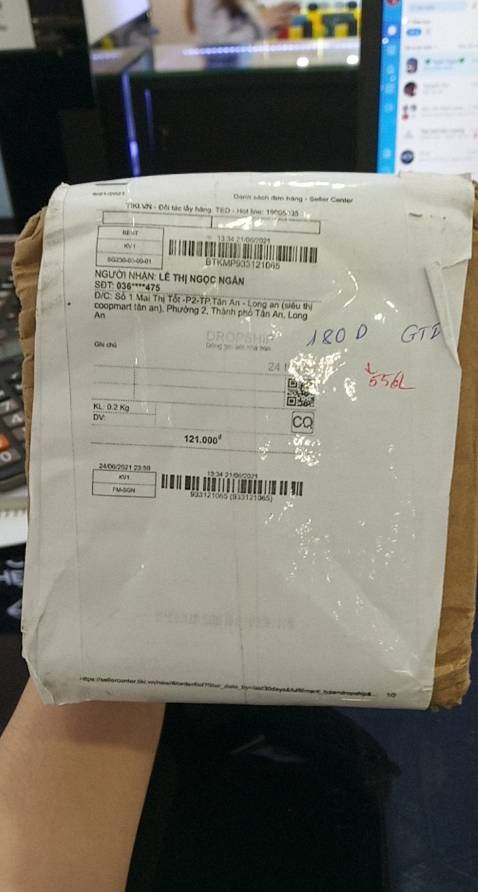 Danh sách đơn hàng - Seller Center
TIKI.VN - Đối tác lấy hàng: TED - Hot line:
BENT
KV1
13:34 21/06/2021
BTKMP933121065
NGƯỜI NHẬN: LÊ THỊ NGỌC NGÂN
SĐT: 036****475
Đ/C: Số 1 Mai Thị Tốt -P2-TP.Tân An - Long an (siêu thị
coopmart tân an), Phường 2, Thành phố Tân An, Long
An
Ghi chú
DROPSHIP
180 D
24
556L
KL: 0.2 Kg
DV:
CQ
121.000đ
24/06/2021 23:59
KV1
FM-SGN
13:34 21/06/2021
933121065 (933121065)
1/2